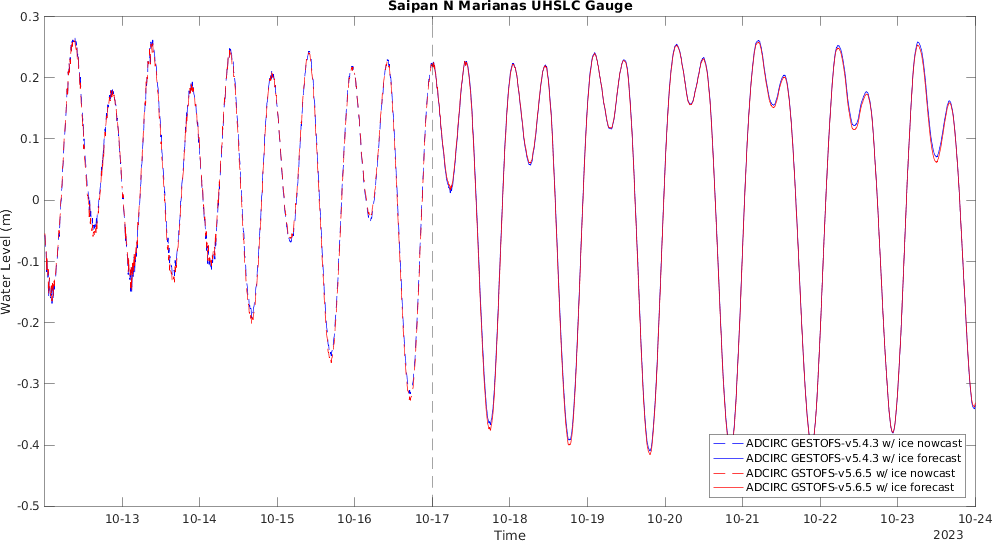 Saipan N Marianas UHSLC Gauge
Water Level (m)
0.3
0.2
0.1
0
-0.1
-0.2
-0.3
-0.4
-0.5
ADCIRC GESTOFS-v5.4.3 w/ ice nowcast
ADCIRC GESTOFS-v5.4.3 w/ ice forecast
ADCIRC GSTOFS-v5.6.5 w/ ice nowcast
ADCIRC GSTOFS-v5.6.5 w/ ice forecast
10-13 10-14 10-15 10-16 10-17 10-18 10-19 10-20 10-21 10-22 10-23 10-24
Time
2023